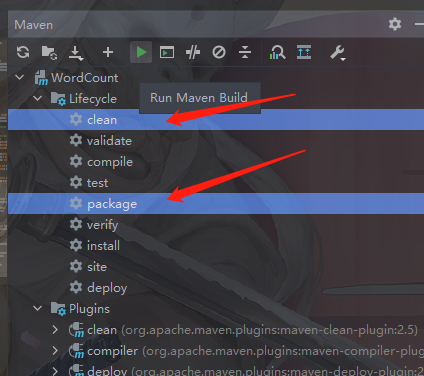 Maven
WordCount
Lifecycle
Run Maven Build
clean
validate
compile
test
package
verify
install
site
deploy
Plugins
clean (org.apache.maven.plugins:maven-clean-plugin:2.5)
compiler (org.apache.maven.plugins:maven-compiler-plug
deploy (org.apache.maven.plugins:maven-deploy-plugin:2